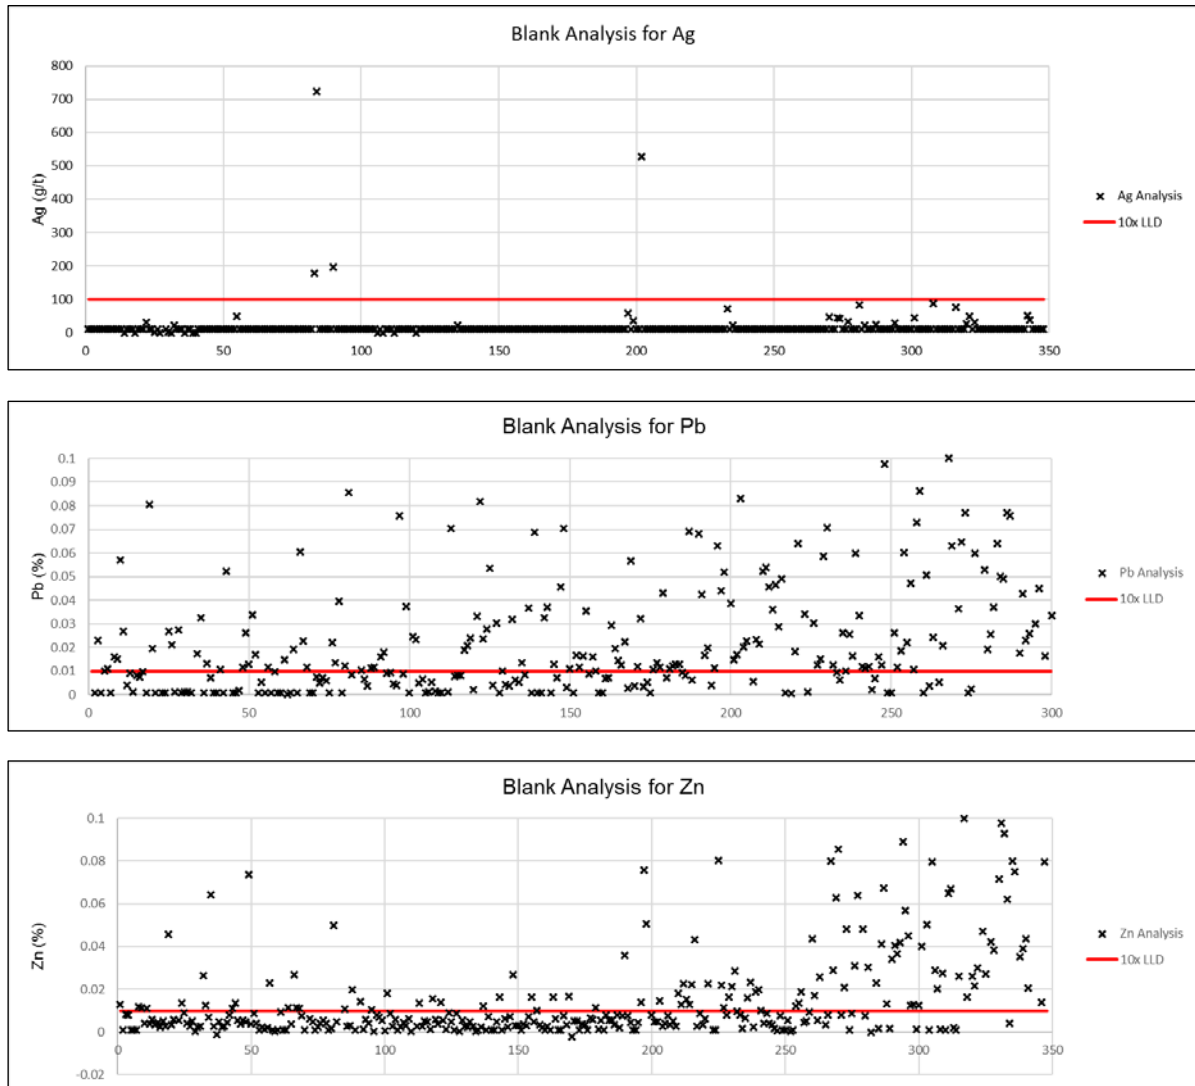 Blank Analysis for Ag
800
700
600
500
400
300
200
100
0
Ag (g/t)
0 50 100 150 200 250 300 350
Ag Analysis
10x LLD
Blank Analysis for Pb
0.1
0.09
0.08
0.07
0.06
0.05
0.04
0.03
0.02
0.01
0
Pb (%)
0 50 100 150 200 250 300
Pb Analysis
10x LLD
Blank Analysis for Zn
0.1
0.08
0.06
0.04
0.02
0
-0.02
Zn (%)
0 50 100 150 200 250 300 350
Zn Analysis
10x LLD